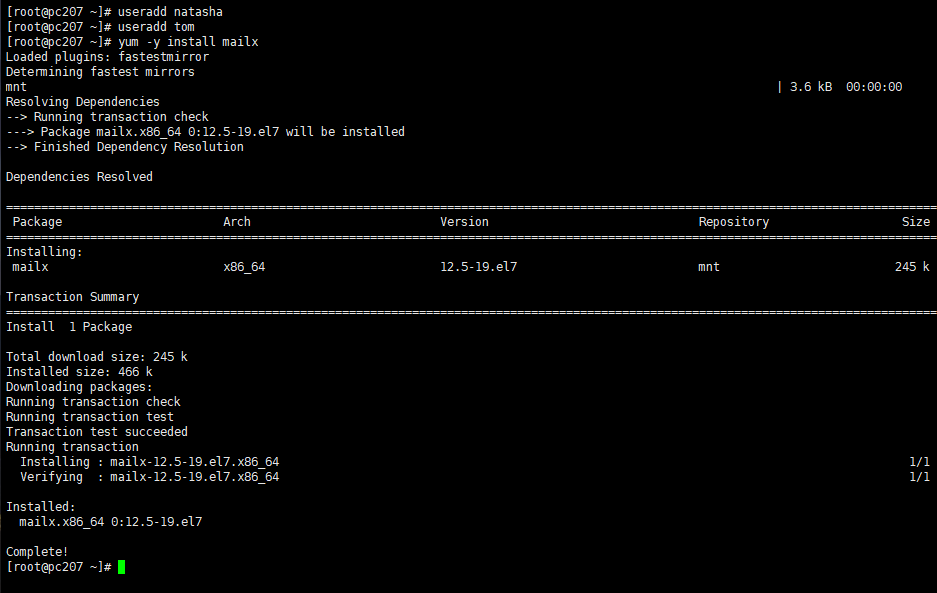 [root@pc207 ~]# useradd natasha
[root@pc207 ~]# useradd tom
[root@pc207 ~]# yum -y install mailx
Loaded plugins: fastestmirror
Determining fastest mirrors
mnt | 3.6 kB 00:00:00
Resolving Dependencies
--> Running transaction check
---> Package mailx.x86_64 0:12.5-19.el7 will be installed
--> Finished Dependency Resolution
Dependencies Resolved
================================================================================
Package Arch Version Repository Size
================================================================================
Installing:
mailx x86_64 12.5-19.el7 mnt 245 k
Transaction Summary
================================================================================
Install 1 Package
Total download size: 245 k
Installed size: 466 k
Downloading packages:
Running transaction check
Running transaction test
Transaction test succeeded
Running transaction
Installing : mailx-12.5-19.el7.x86_64 1/1
Verifying : mailx-12.5-19.el7.x86_64 1/1
Installed:
mailx.x86_64 0:12.5-19.el7
Complete!
[root@pc207 ~]#